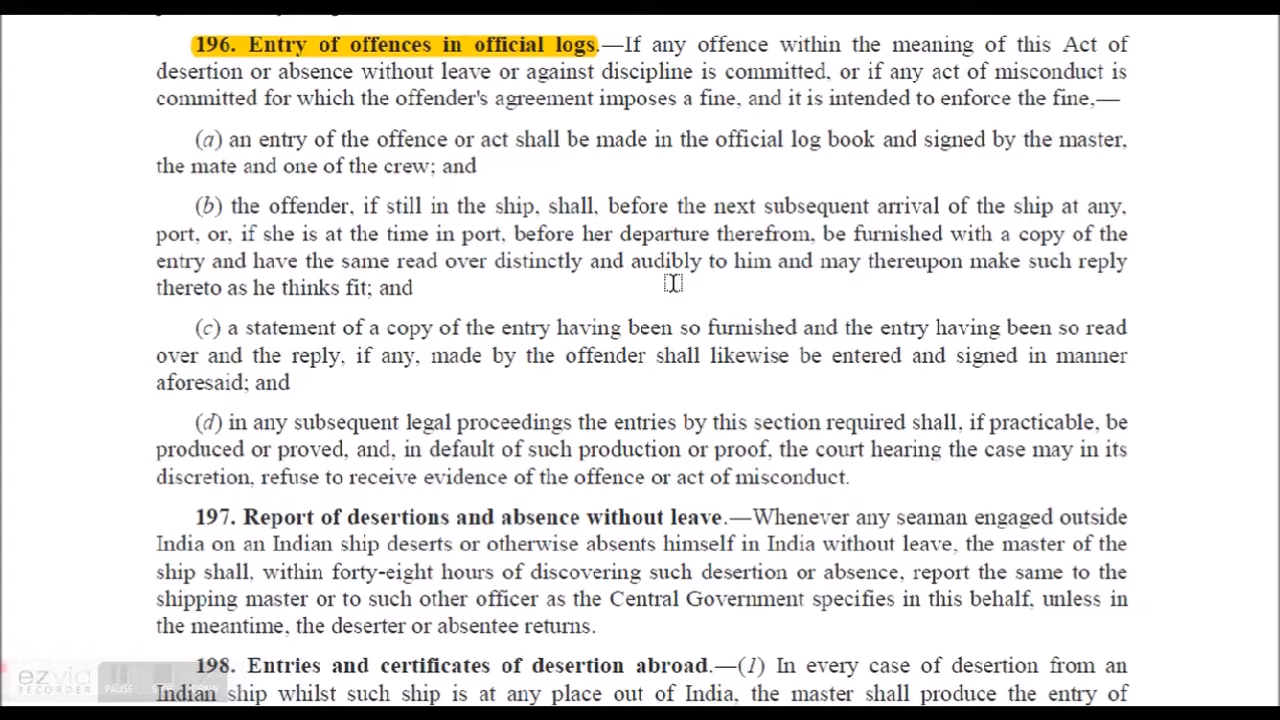 196. Entry of offences in official logs.—If any offence within the meaning of this Act of
desertion or absence without leave or against discipline is committed, or if any act of misconduct is
committed for which the offender's agreement imposes a fine, and it is intended to enforce the fine,—
(a) an entry of the offence or act shall be made in the official log book and signed by the master,
the mate and one of the crew; and
(b) the offender, if still in the ship, shall, before the next subsequent arrival of the ship at any,
port, or, if she is at the time in port, before her departure therefrom, be furnished with a copy of the
entry and have the same read over distinctly and audibly to him and may thereupon make such reply
thereto as he thinks fit; and
(c) a statement of a copy of the entry having been so furnished and the entry having been so read
over and the reply, if any, made by the offender shall likewise be entered and signed in manner
aforesaid; and
(d) in any subsequent legal proceedings the entries by this section required shall, if practicable, be
produced or proved, and, in default of such production or proof, the court hearing the case may in its
discretion, refuse to receive evidence of the offence or act of misconduct.
197. Report of desertions and absence without leave.—Whenever any seaman engaged outside
India on an Indian ship deserts or otherwise absents himself in India without leave, the master of the
ship shall, within forty-eight hours of discovering such desertion or absence, report the same to the
shipping master or to such other officer as the Central Government specifies in this behalf, unless in
the meantime, the deserter or absentee returns.
198. Entries and certificates of desertion abroad.—(1) In every case of desertion from an
Indian ship whilst such ship is at any place out of India, the master shall produce the entry of
ezvid
RECORDER
PAUSE